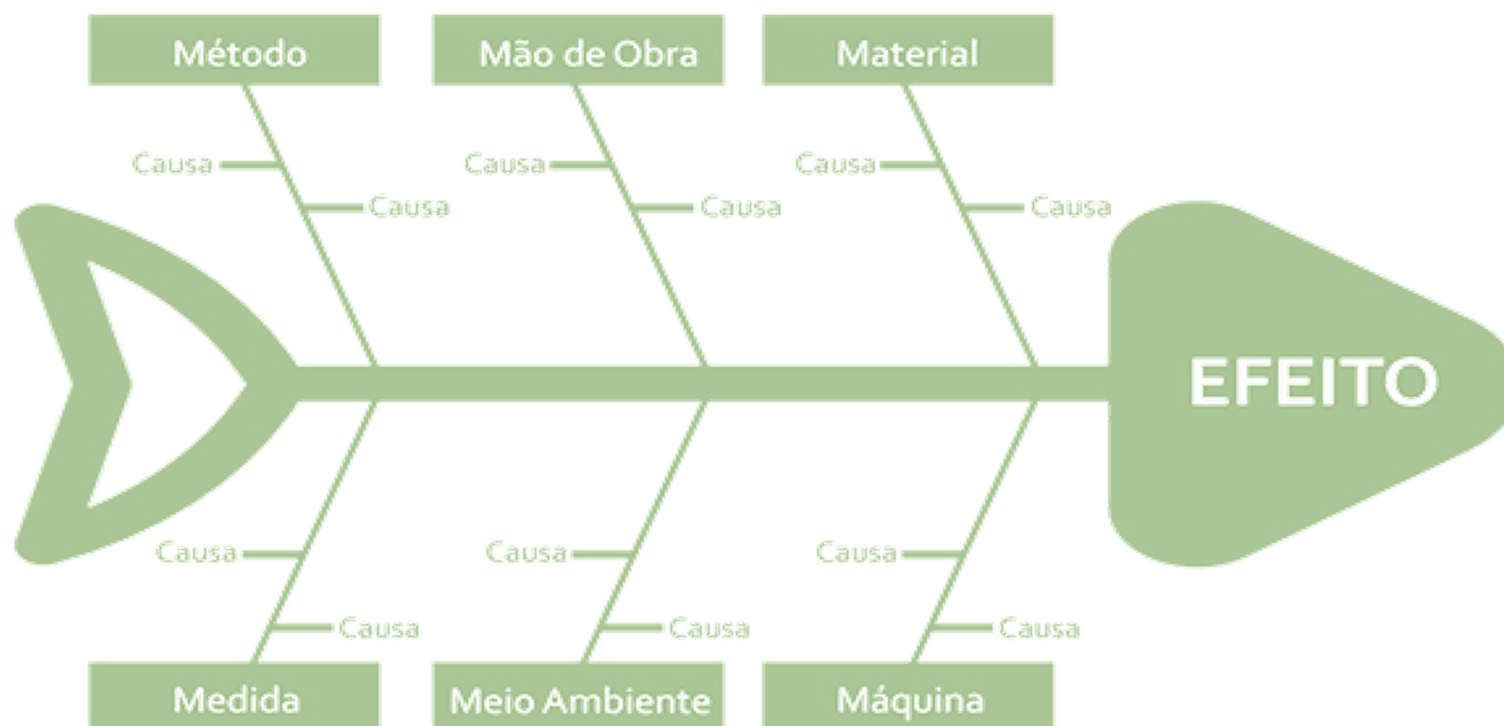 Método
Mão de Obra
Material
Causa
Causa
Causa
Causa
Causa
Causa
EFEITO
Causa
Causa
Causa
Causa
Causa
Causa
Medida
Meio Ambiente
Máquina